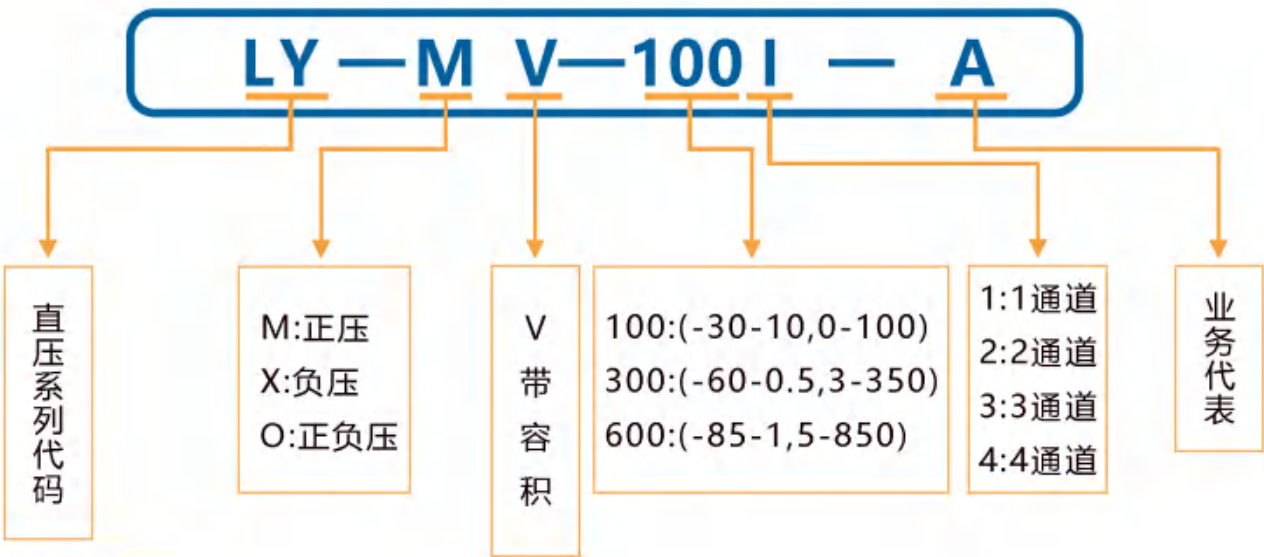 LY—M V—100 I — A
直压系列代码
M:正压
X:负压
O:正负压
V带容积
100:(-30-10,0-100)
300:(-60-0.5,3-350)
600:(-85-1,5-850)
1:1通道
2:2通道
3:3通道
4:4通道
业务代表